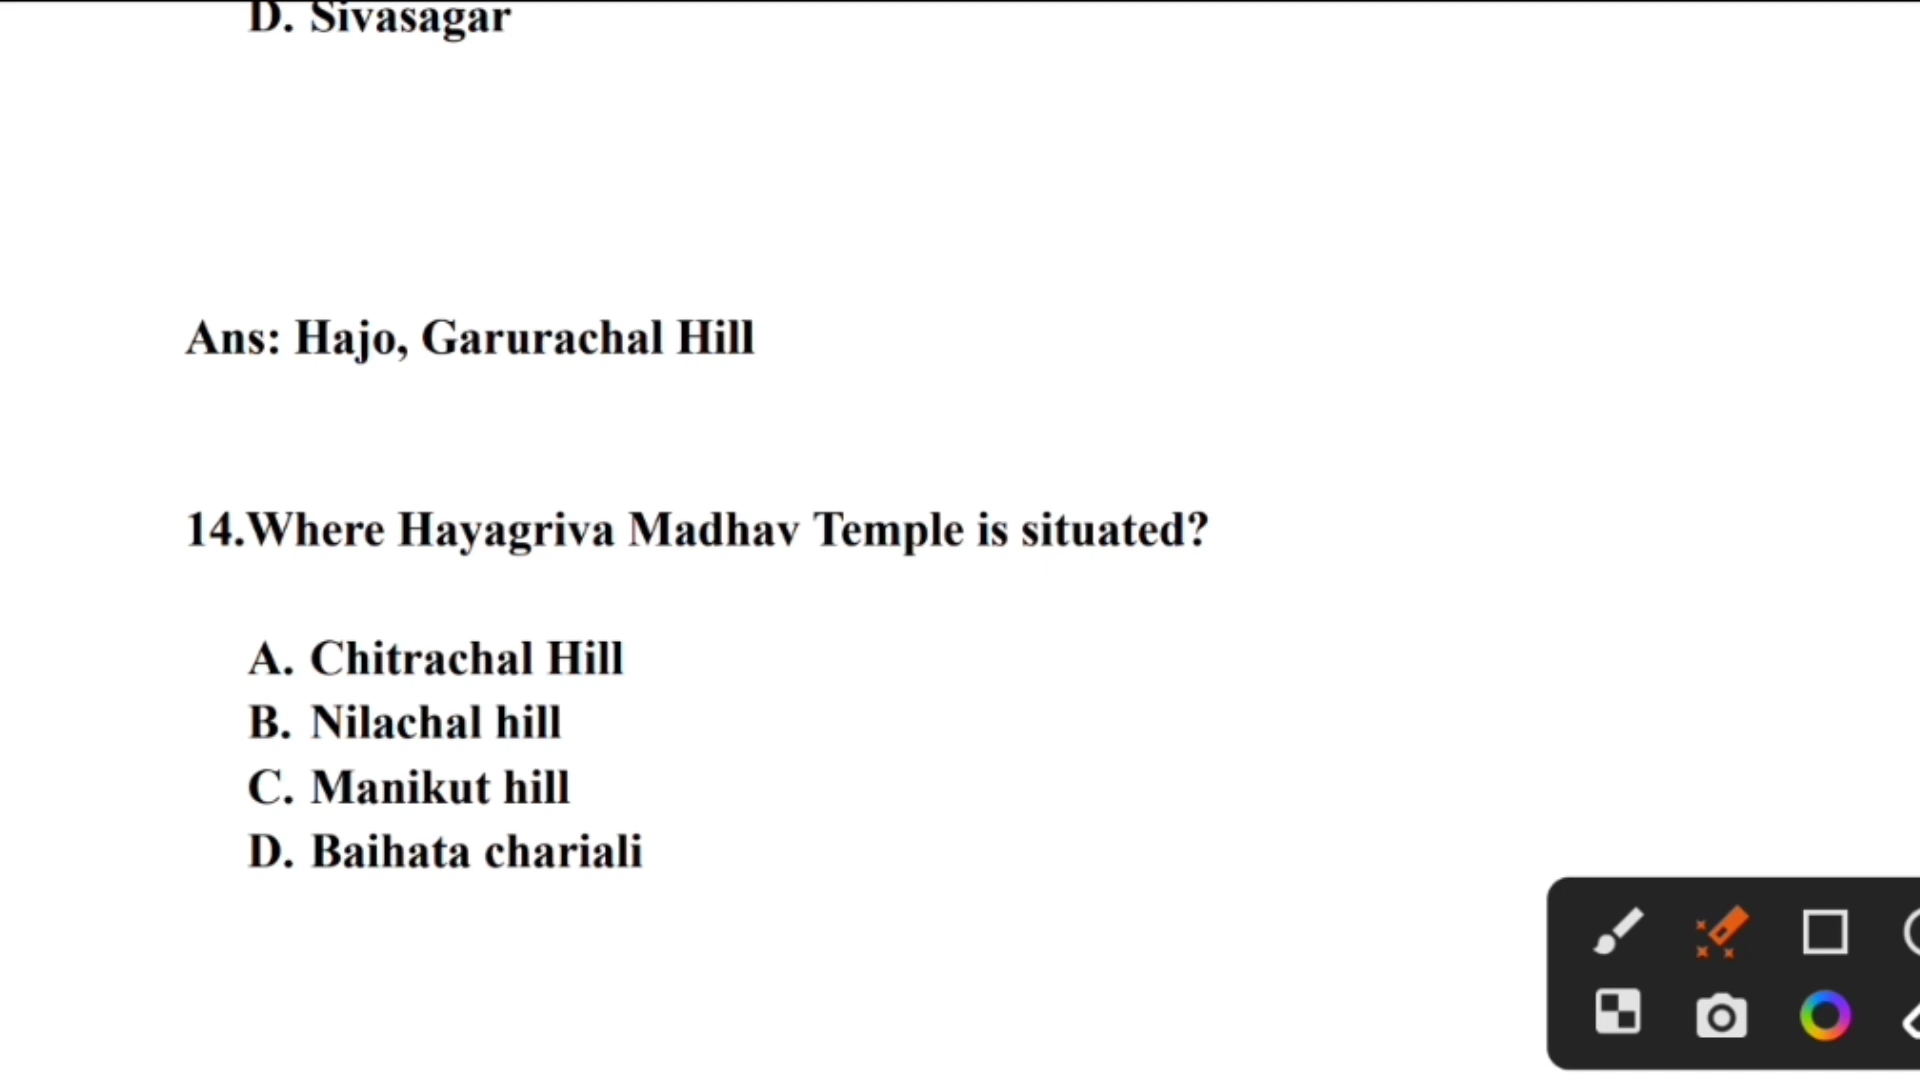 D. Sivasagar
Ans: Hajo, Garurachal Hill
14.Where Hayagriva Madhav Temple is situated?
A. Chitrachal Hill
B. Nilachal hill
C. Manikut hill
D. Baihata chariali